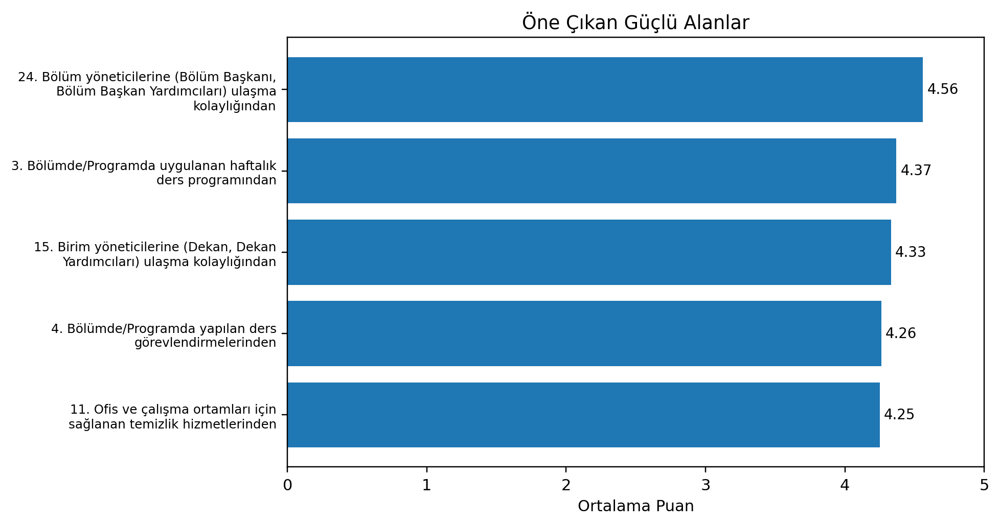 Öne Çıkan Güçlü Alanlar
24. Bölüm yöneticilerine (Bölüm Başkanı,
Bölüm Başkan Yardımcıları) ulaşma
kolaylığından
4.56
3. Bölümde/Programda uygulanan haftalık
ders programından
4.37
15. Birim yöneticilerine (Dekan, Dekan
Yardımcıları) ulaşma kolaylığından
4.33
4. Bölümde/Programda yapılan ders
görevlendirmelerinden
4.26
11. Ofis ve çalışma ortamları için
sağlanan temizlik hizmetlerinden
4.25
0 1 2 3 4 5
Ortalama Puan